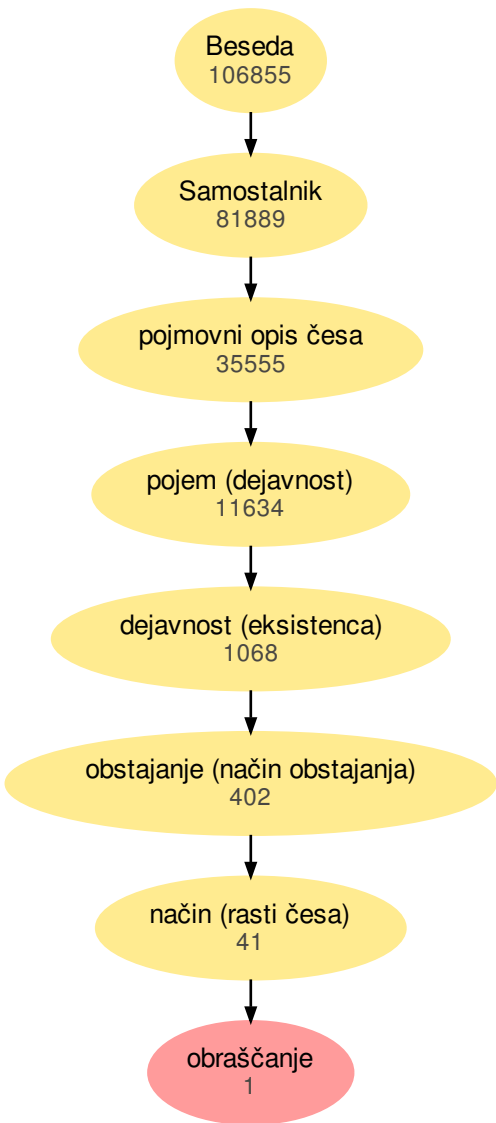 Beseda
106855
Samostalnik
81889
pojmovni opis česa
35555
pojem (dejavnost)
11634
dejavnost (eksistenca)
1068
obstajanje (način obstajanja)
402
način (rasti česa)
41
obraščanje
1